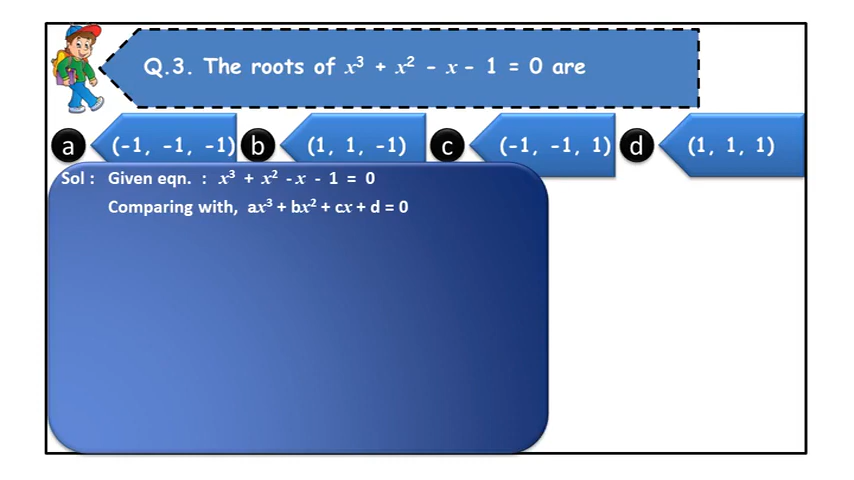 Q.3. The roots of x³ + x² - x - 1 = 0 are
a (-1, -1, -1) b (1, 1, -1) c (-1, -1, 1) d (1, 1, 1)
Sol : Given eqn. : x³ + x² - x - 1 = 0
Comparing with, ax³ + bx² + cx + d = 0